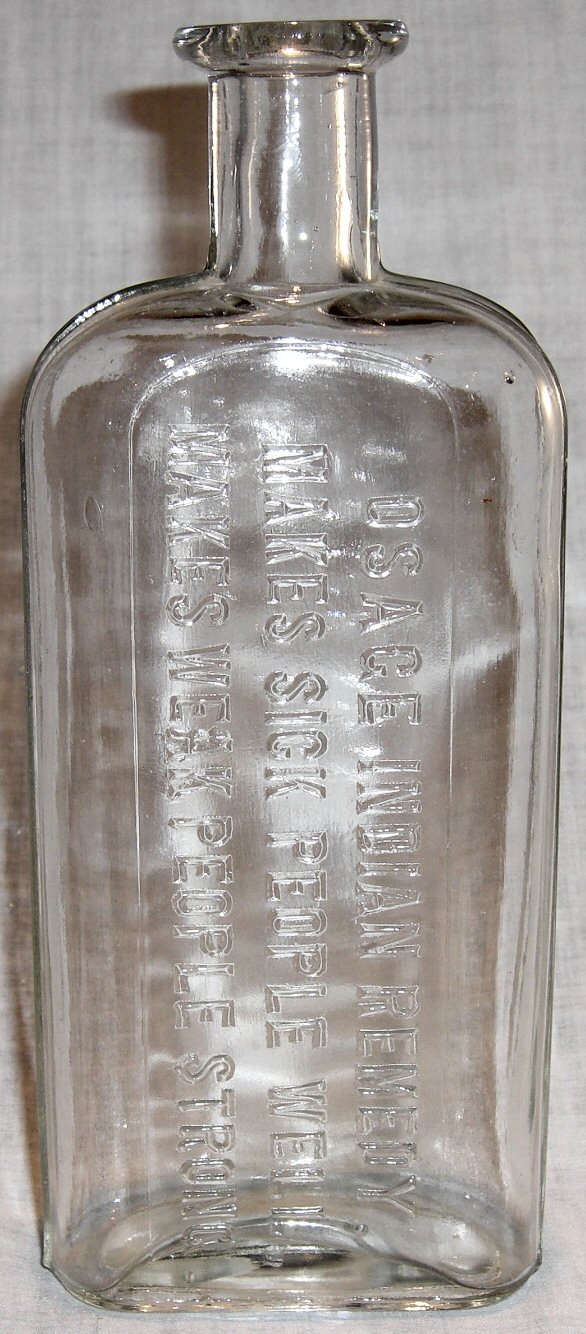 OSAGE INDIAN REMEDY
MAKES SICK PEOPLE WELL
MAKES WEAK PEOPLE STRONG